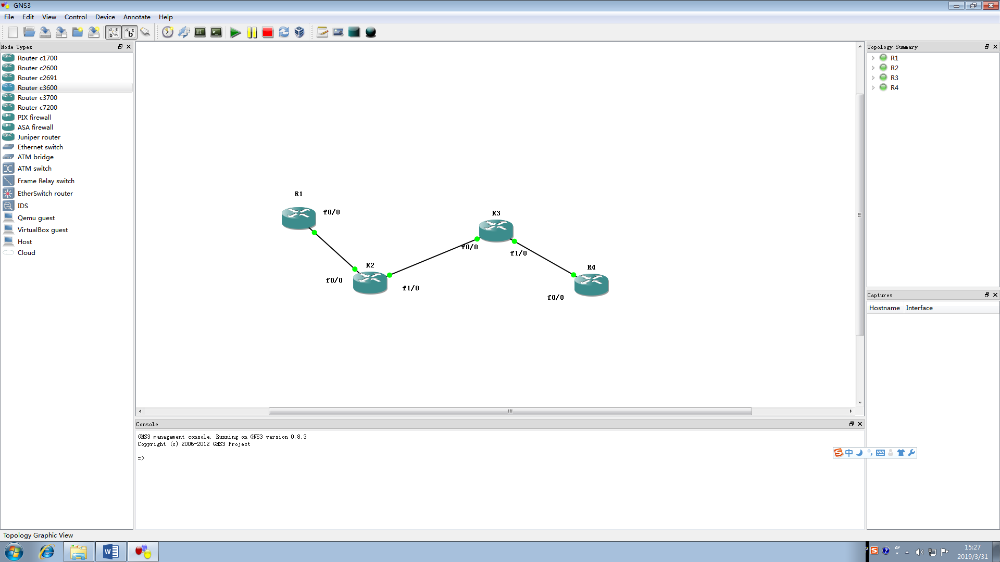 GNS3
File Edit View Control Device Annotate Help
Node Types
Router c1700
Router c2600
Router c2691
Router c3600
Router c3700
Router c7200
PIX firewall
ASA firewall
Juniper router
Ethernet switch
ATM bridge
ATM switch
Frame Relay switch
EtherSwitch router
IDS
Qemu guest
VirtualBox guest
Host
Cloud
R1
f0/0
R3
f0/0
f1/0
R2
f0/0
f1/0
R4
f0/0
Console
GNS3 management console. Running on GNS3 version 0.8.3
Copyright (c) 2006-2012 GNS3 Project
=>
Topology Summary
R1
R2
R3
R4
Captures
Hostname Interface
中
Topology Graphic View
15:27
2019/3/31